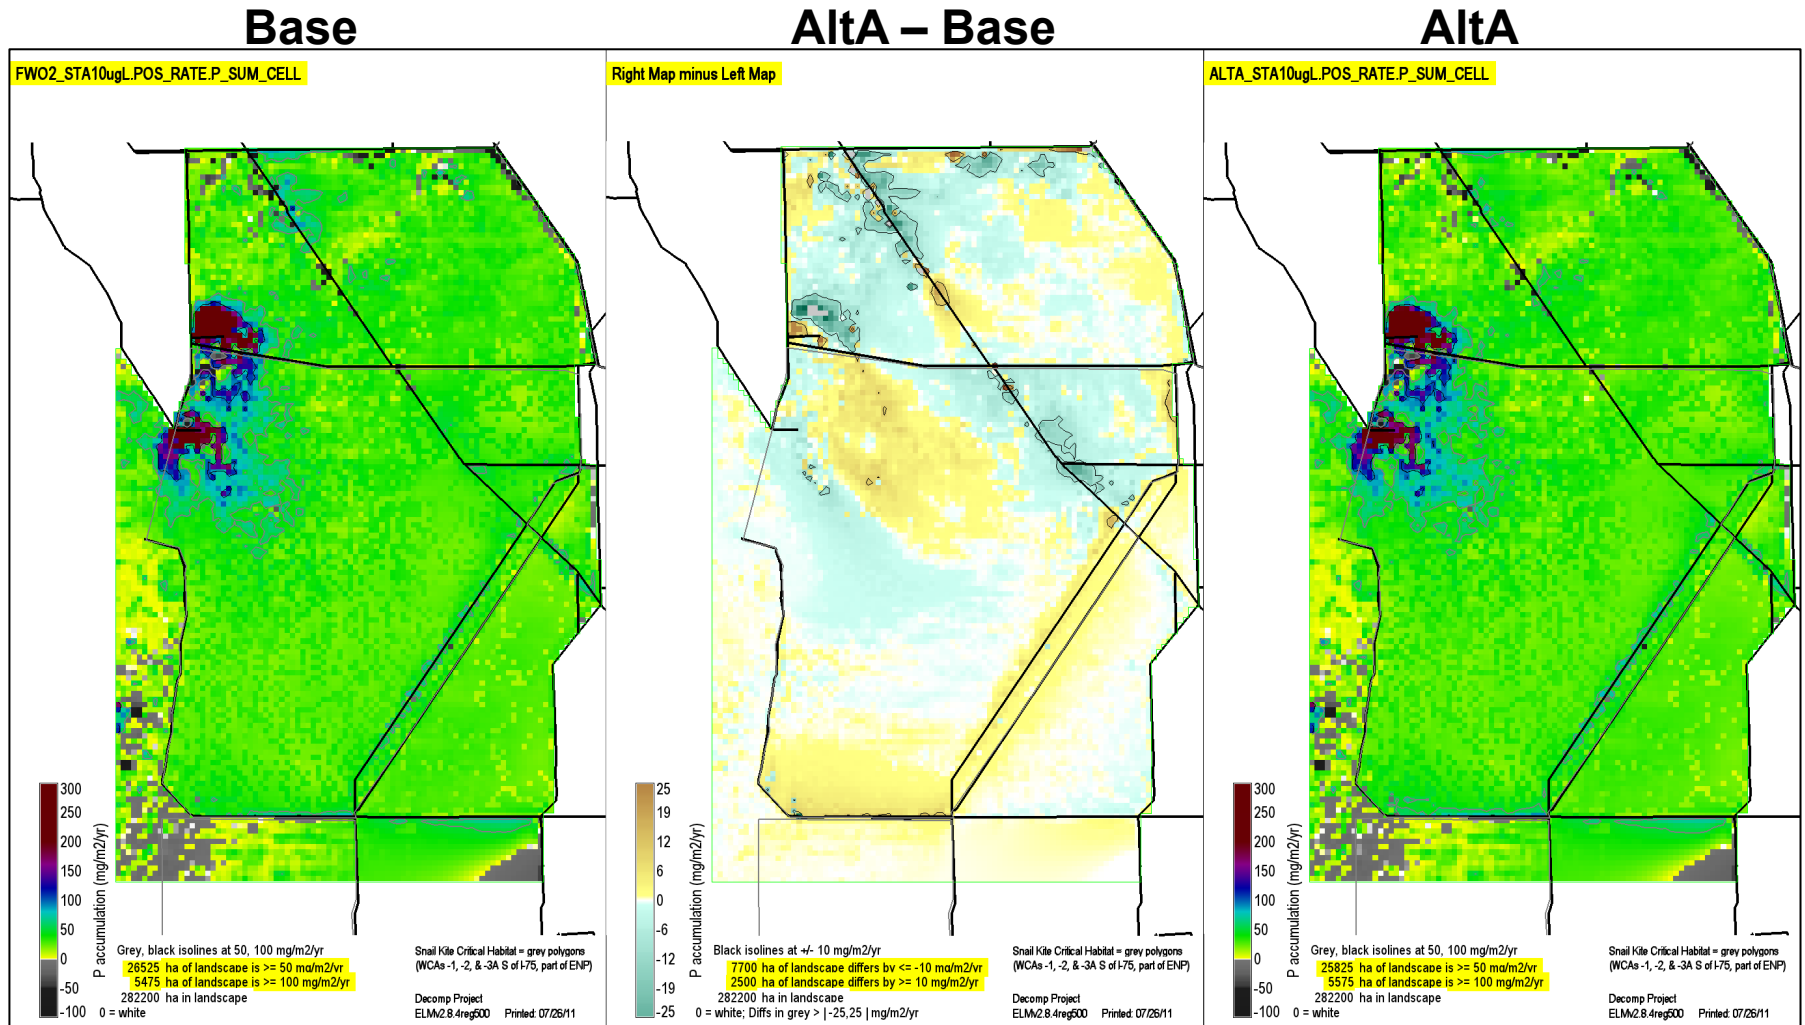 Base
AltA – Base
AltA
FWO2_STA10ugL.POS_RATE.P_SUM_CELL
Right Map minus Left Map
ALTA_STA10ugL.POS_RATE.P_SUM_CELL
300
250
200
150
100
50
0
-50
-100
P accumulation (mg/m2/yr)
Grey, black isolines at 50, 100 mg/m2/yr
26525 ha of landscape is >= 50 mg/m2/yr
5475 ha of landscape is >= 100 mg/m2/yr
282200 ha in landscape
0 = white
Snail Kite Critical Habitat = grey polygons
(WCAs -1, -2, & -3A S of I-75, part of ENP)
Decomp Project
ELMv2.8.4reg500 Printed: 07/26/11
25
19
12
6
0
-6
-12
-19
-25
P accumulation (mg/m2/yr)
Black isolines at +/- 10 mg/m2/yr
7700 ha of landscape differs by <= -10 mg/m2/yr
2500 ha of landscape differs by >= 10 mg/m2/yr
282200 ha in landscape
0 = white; Diffs in grey > |-25,25 | mg/m2/yr
Snail Kite Critical Habitat = grey polygons
(WCAs -1, -2, & -3A S of I-75, part of ENP)
Decomp Project
ELMv2.8.4reg500 Printed: 07/26/11
300
250
200
150
100
50
0
-50
-100
P accumulation (mg/m2/yr)
Grey, black isolines at 50, 100 mg/m2/yr
25825 ha of landscape is >= 50 mg/m2/yr
5575 ha of landscape is >= 100 mg/m2/yr
282200 ha in landscape
0 = white
Snail Kite Critical Habitat = grey polygons
(WCAs -1, -2, & -3A S of I-75, part of ENP)
Decomp Project
ELMv2.8.4reg500 Printed: 07/26/11